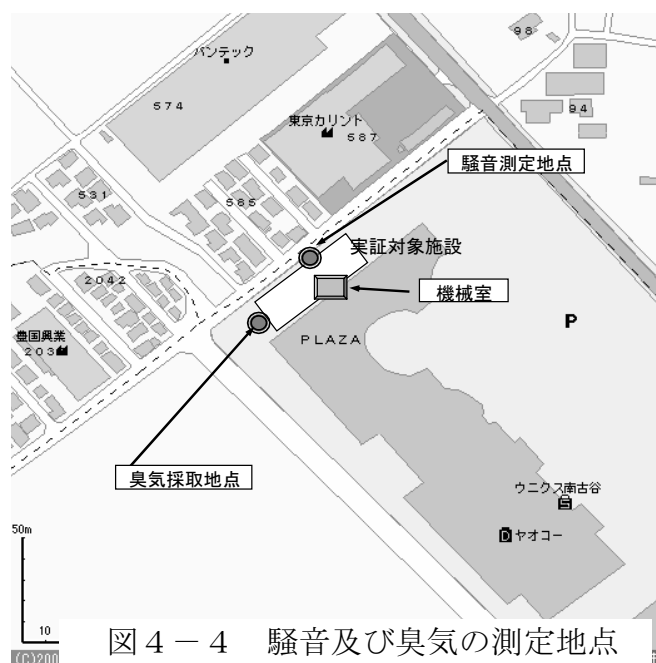 バンテック
98
574
94
東京カリント
587
騒音測定地点
531
585
実証対象施設
2042
機械室
P
豊国興業
203
PLAZA
臭気採取地点
ウニクス南古谷
S
D ヤオコー
50m
10
(C)200
図4－4　騒音及び臭気の測定地点